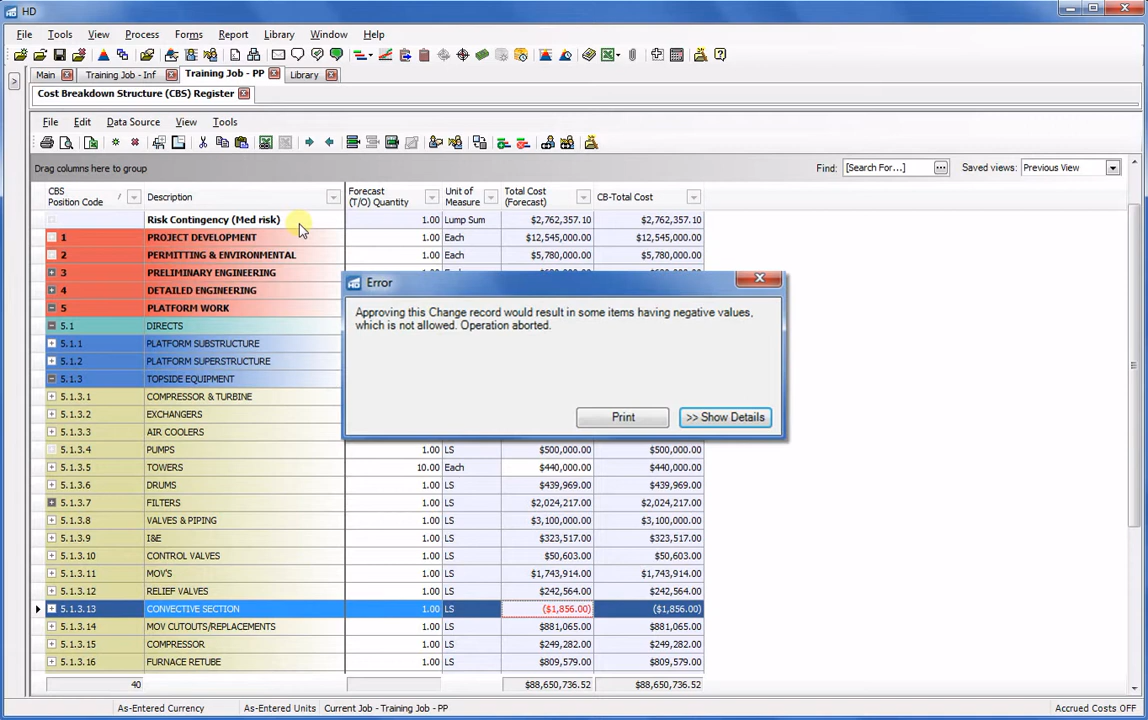 HD
File Tools View Process Forms Report Library Window Help
Main Training Job - Inf Training Job - PP Library
Cost Breakdown Structure (CBS) Register
File Edit Data Source View Tools
Drag columns here to group Find: [Search For...] Saved views: Previous View
CBS Position Code / Description Forecast (T/O) Quantity Unit of Measure Total Cost (Forecast) CB-Total Cost
Risk Contingency (Med risk) 1.00 Lump Sum $2,762,357.10 $2,762,357.10
1 PROJECT DEVELOPMENT 1.00 Each $12,545,000.00 $12,545,000.00
2 PERMITTING & ENVIRONMENTAL 1.00 Each $5,780,000.00 $5,780,000.00
3 PRELIMINARY ENGINEERING
4 DETAILED ENGINEERING
5 PLATFORM WORK
5.1 DIRECTS
5.1.1 PLATFORM SUBSTRUCTURE
5.1.2 PLATFORM SUPERSTRUCTURE
5.1.3 TOPSIDE EQUIPMENT
5.1.3.1 COMPRESSOR & TURBINE
5.1.3.2 EXCHANGERS
5.1.3.3 AIR COOLERS
Error
Approving this Change record would result in some items having negative values,
which is not allowed. Operation aborted.
Print >> Show Details
5.1.3.4 PUMPS 1.00 LS $500,000.00 $500,000.00
5.1.3.5 TOWERS 10.00 Each $440,000.00 $440,000.00
5.1.3.6 DRUMS 1.00 LS $439,969.00 $439,969.00
5.1.3.7 FILTERS 1.00 LS $2,024,217.00 $2,024,217.00
5.1.3.8 VALVES & PIPING 1.00 LS $3,100,000.00 $3,100,000.00
5.1.3.9 I&E 1.00 LS $323,517.00 $323,517.00
5.1.3.10 CONTROL VALVES 1.00 LS $50,603.00 $50,603.00
5.1.3.11 MOV'S 1.00 LS $1,743,914.00 $1,743,914.00
5.1.3.12 RELIEF VALVES 1.00 LS $242,564.00 $242,564.00
5.1.3.13 CONVECTIVE SECTION 1.00 LS ($1,856.00) ($1,856.00)
5.1.3.14 MOV CUTOUTS/REPLACEMENTS 1.00 LS $881,065.00 $881,065.00
5.1.3.15 COMPRESSOR 1.00 LS $249,282.00 $249,282.00
5.1.3.16 FURNACE RETUBE 1.00 LS $809,579.00 $809,579.00
40 $88,650,736.52 $88,650,736.52
As-Entered Currency As-Entered Units Current Job - Training Job - PP Accrued Costs OFF